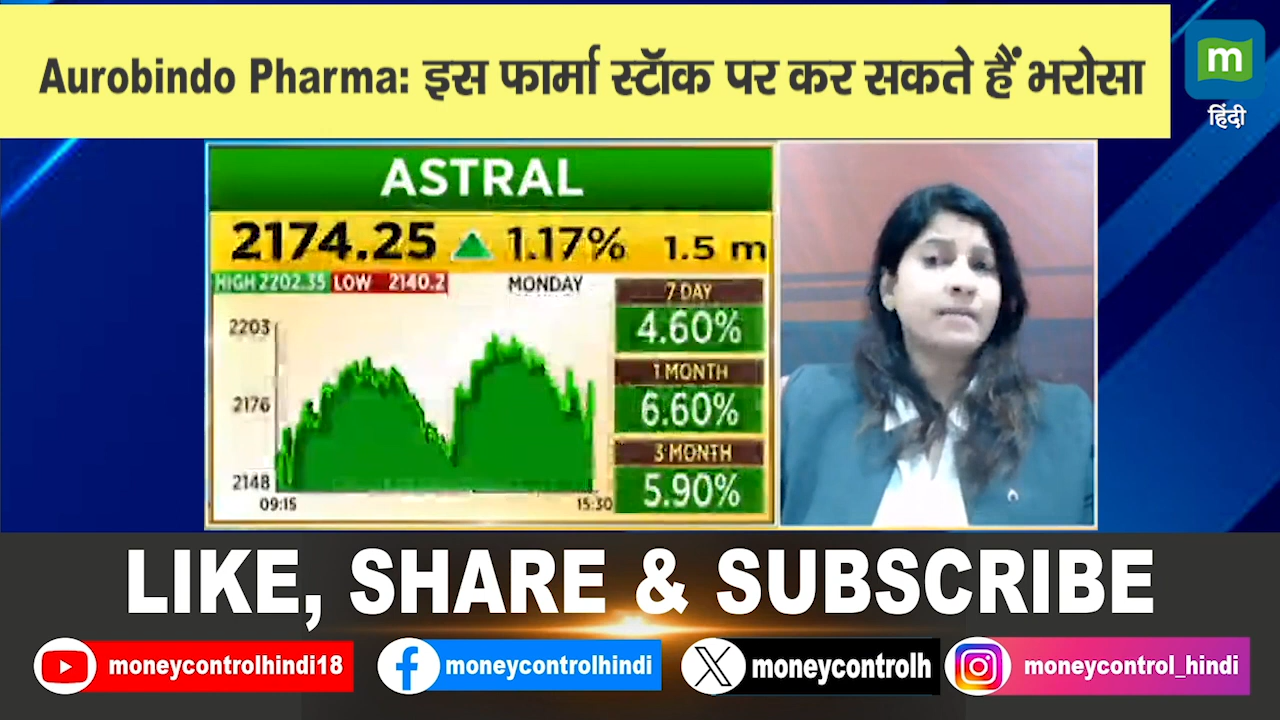 Aurobindo Pharma: इस फार्मा स्टॉक पर कर सकते हैं भरोसा
m
हिंदी
ASTRAL
2174.25 ▲ 1.17% 1.5 m
HIGH 2202.35 LOW 2140.2 MONDAY
7 DAY
4.60%
1 MONTH
6.60%
3 MONTH
5.90%
2203
2176
2148
09:15 15:30
LIKE, SHARE & SUBSCRIBE
moneycontrolhindi18 moneycontrolhindi moneycontrolh moneycontrol_hindi